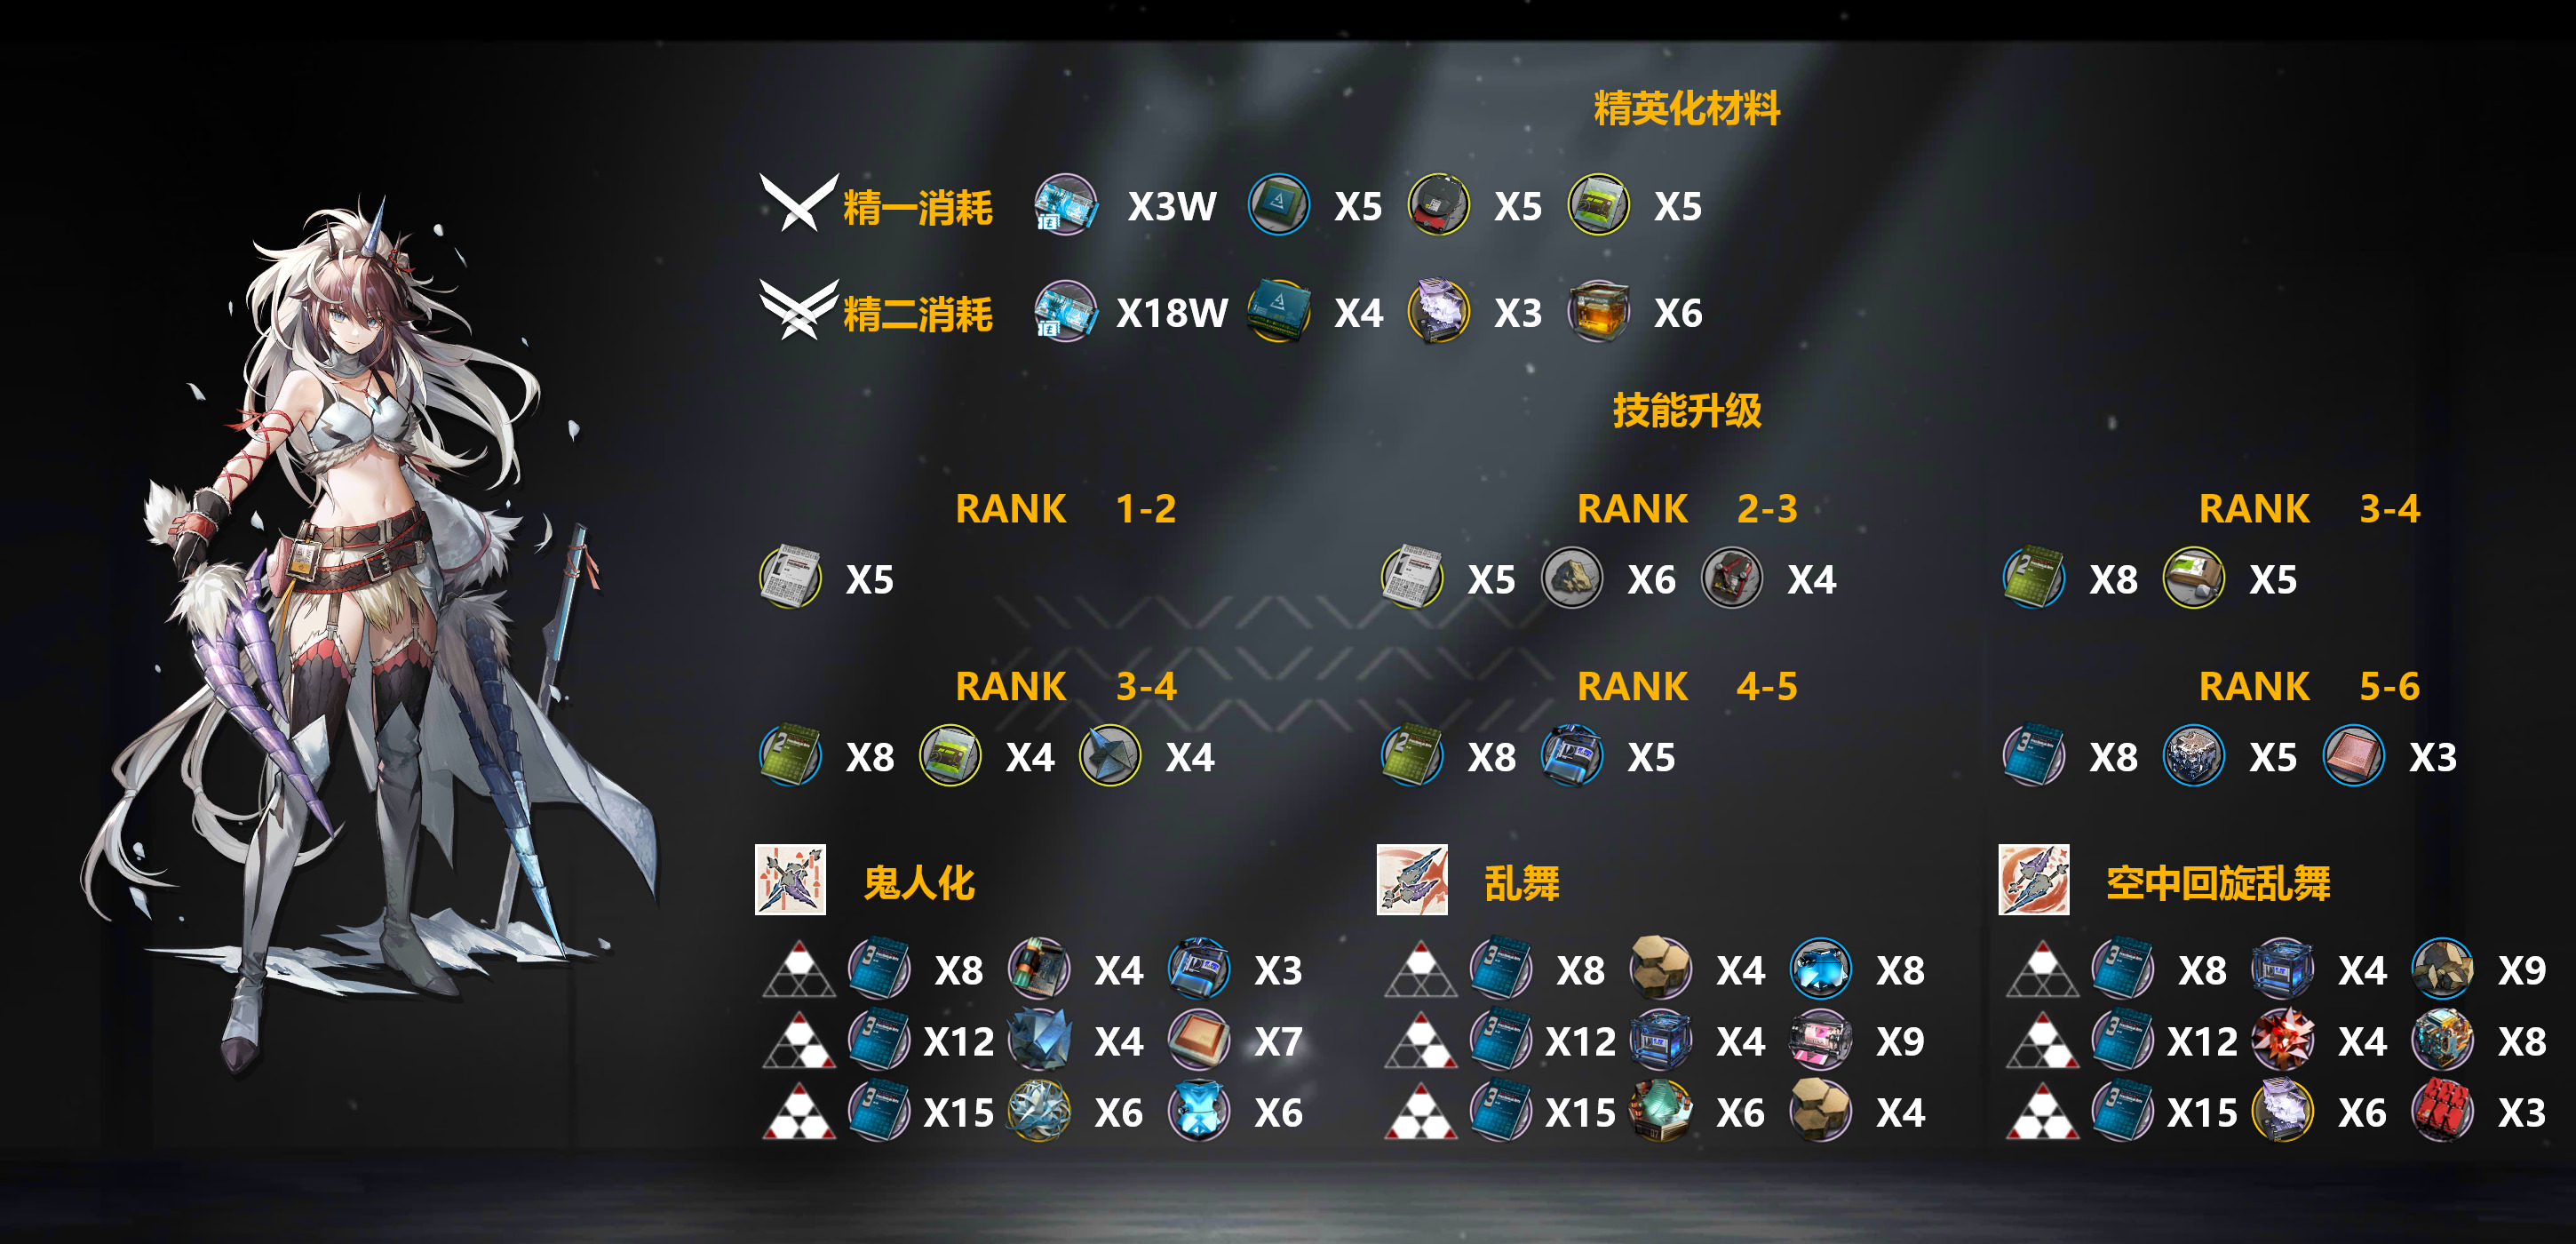 精英化材料
精一消耗 X3W X5 X5 X5
精二消耗 X18W X4 X3 X6
技能升级
RANK 1-2 RANK 2-3 RANK 3-4
X5 X5 X6 X4 X8 X5
RANK 3-4 RANK 4-5 RANK 5-6
X8 X4 X4 X8 X5 X8 X5 X3
鬼人化 乱舞 空中回旋乱舞
X8 X4 X3 X8 X4 X8 X8 X4 X9
X12 X4 X7 X12 X4 X9 X12 X4 X8
X15 X6 X6 X15 X6 X4 X15 X6 X3